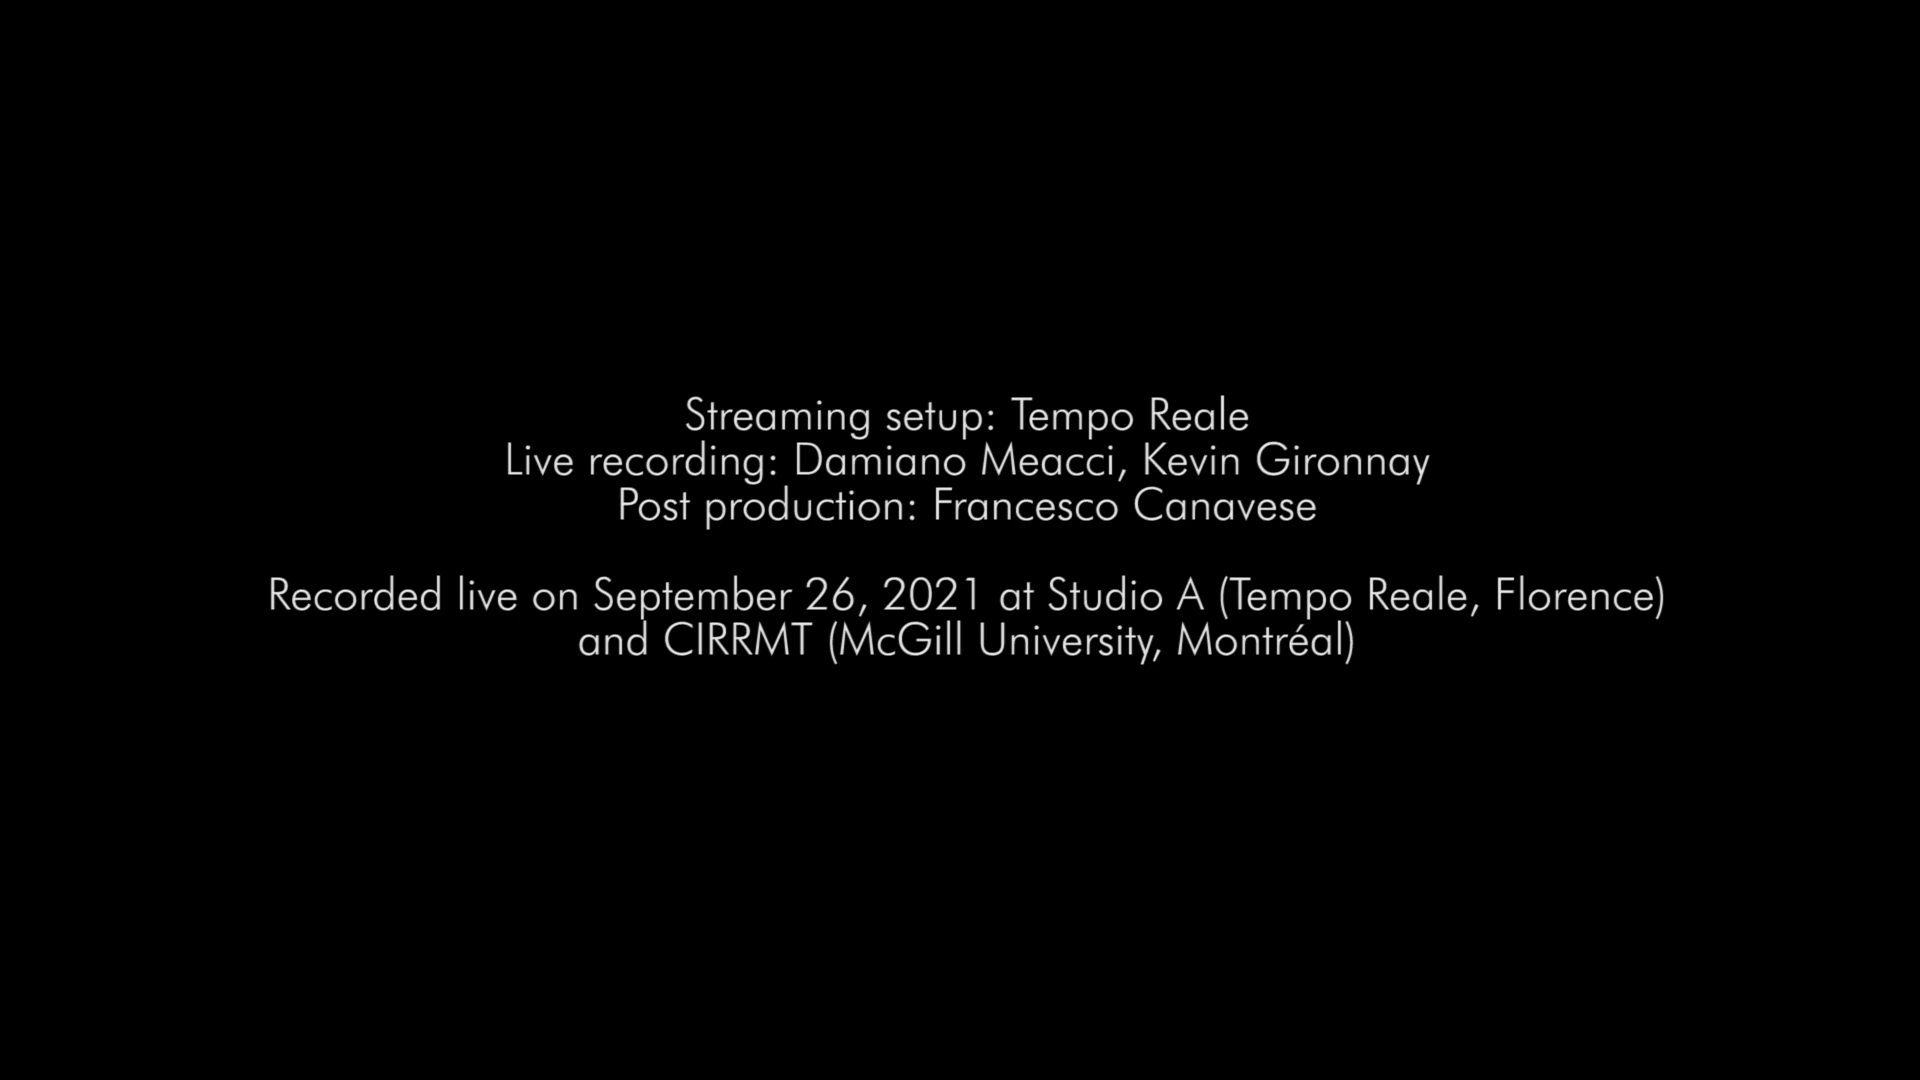 Streaming setup: Tempo Reale
Live recording: Damiano Meacci, Kevin Gironnay
Post production: Francesco Canavese
Recorded live on September 26, 2021 at Studio A (Tempo Reale, Florence)
and CIRRMT (McGill University, Montréal)